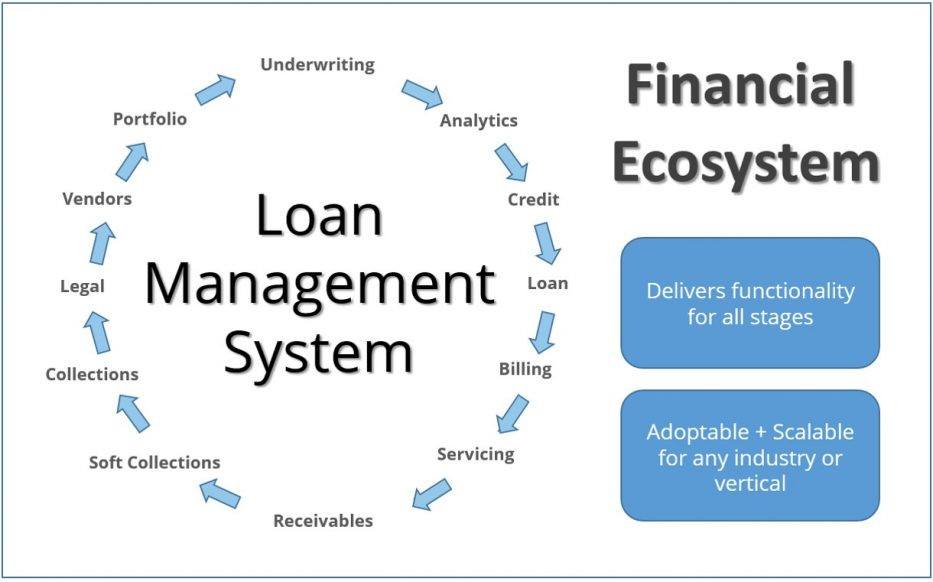 Underwriting
Analytics
Credit
Loan
Billing
Servicing
Receivables
Soft Collections
Collections
Legal
Vendors
Portfolio
Loan
Management
System
Financial
Ecosystem
Delivers functionality
for all stages
Adoptable + Scalable
for any industry or
vertical